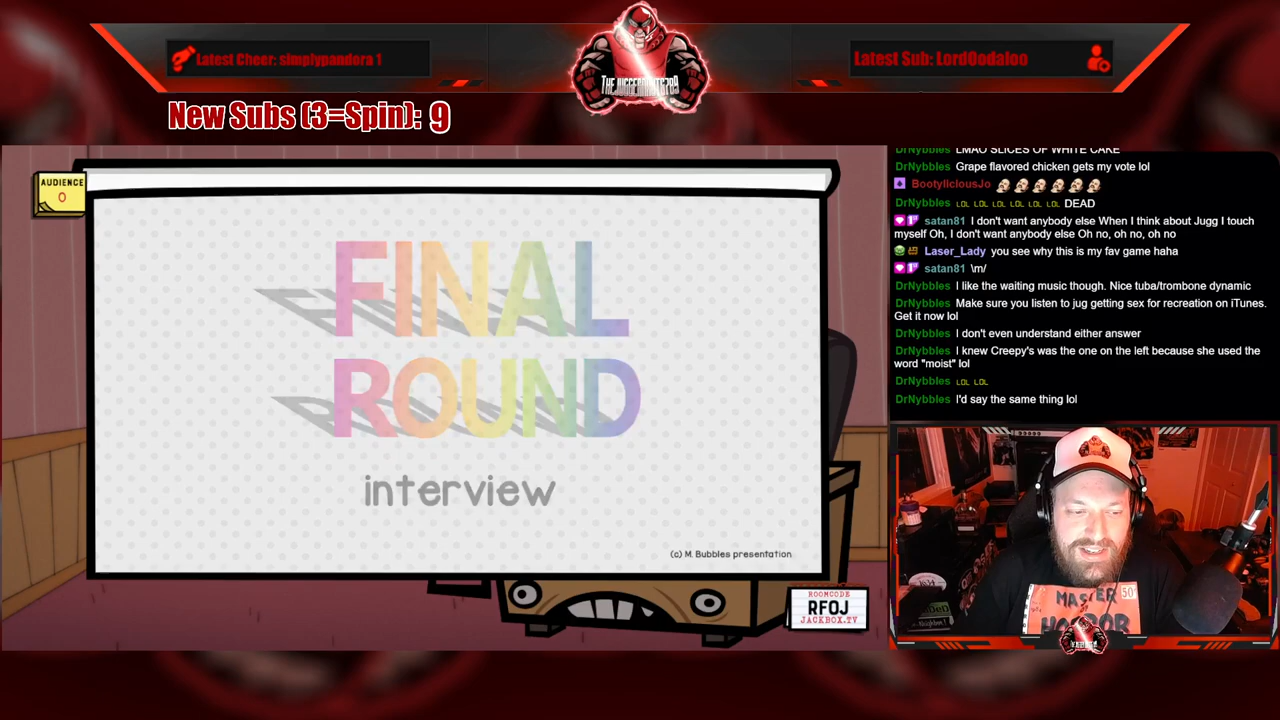 Latest Cheer: simplypandora 1
THEJUGGERNAUT6789
Latest Sub: LordOodaloo
New Subs (3=Spin): 9
AUDIENCE
0
FINAL
ROUND
interview
(c) M. Bubbles presentation
ROOMCODE
RFOJ
JACKBOX.TV
DrNybbles LMAO SLICES OF WHITE CAKE
DrNybbles Grape flavored chicken gets my vote lol
BootyliciousJo
DrNybbles LOL LOL LOL LOL LOL LOL DEAD
satan81 I don't want anybody else When I think about Jugg I touch
myself Oh, I don't want anybody else Oh no, oh no, oh no
Laser_Lady you see why this is my fav game haha
satan81 \m/
DrNybbles I like the waiting music though. Nice tuba/trombone dynamic
DrNybbles Make sure you listen to jug getting sex for recreation on iTunes.
Get it now lol
DrNybbles I don't even understand either answer
DrNybbles I knew Creepy's was the one on the left because she used the
word "moist" lol
DrNybbles LOL LOL
DrNybbles I'd say the same thing lol
MASTER
50¢
HORROR